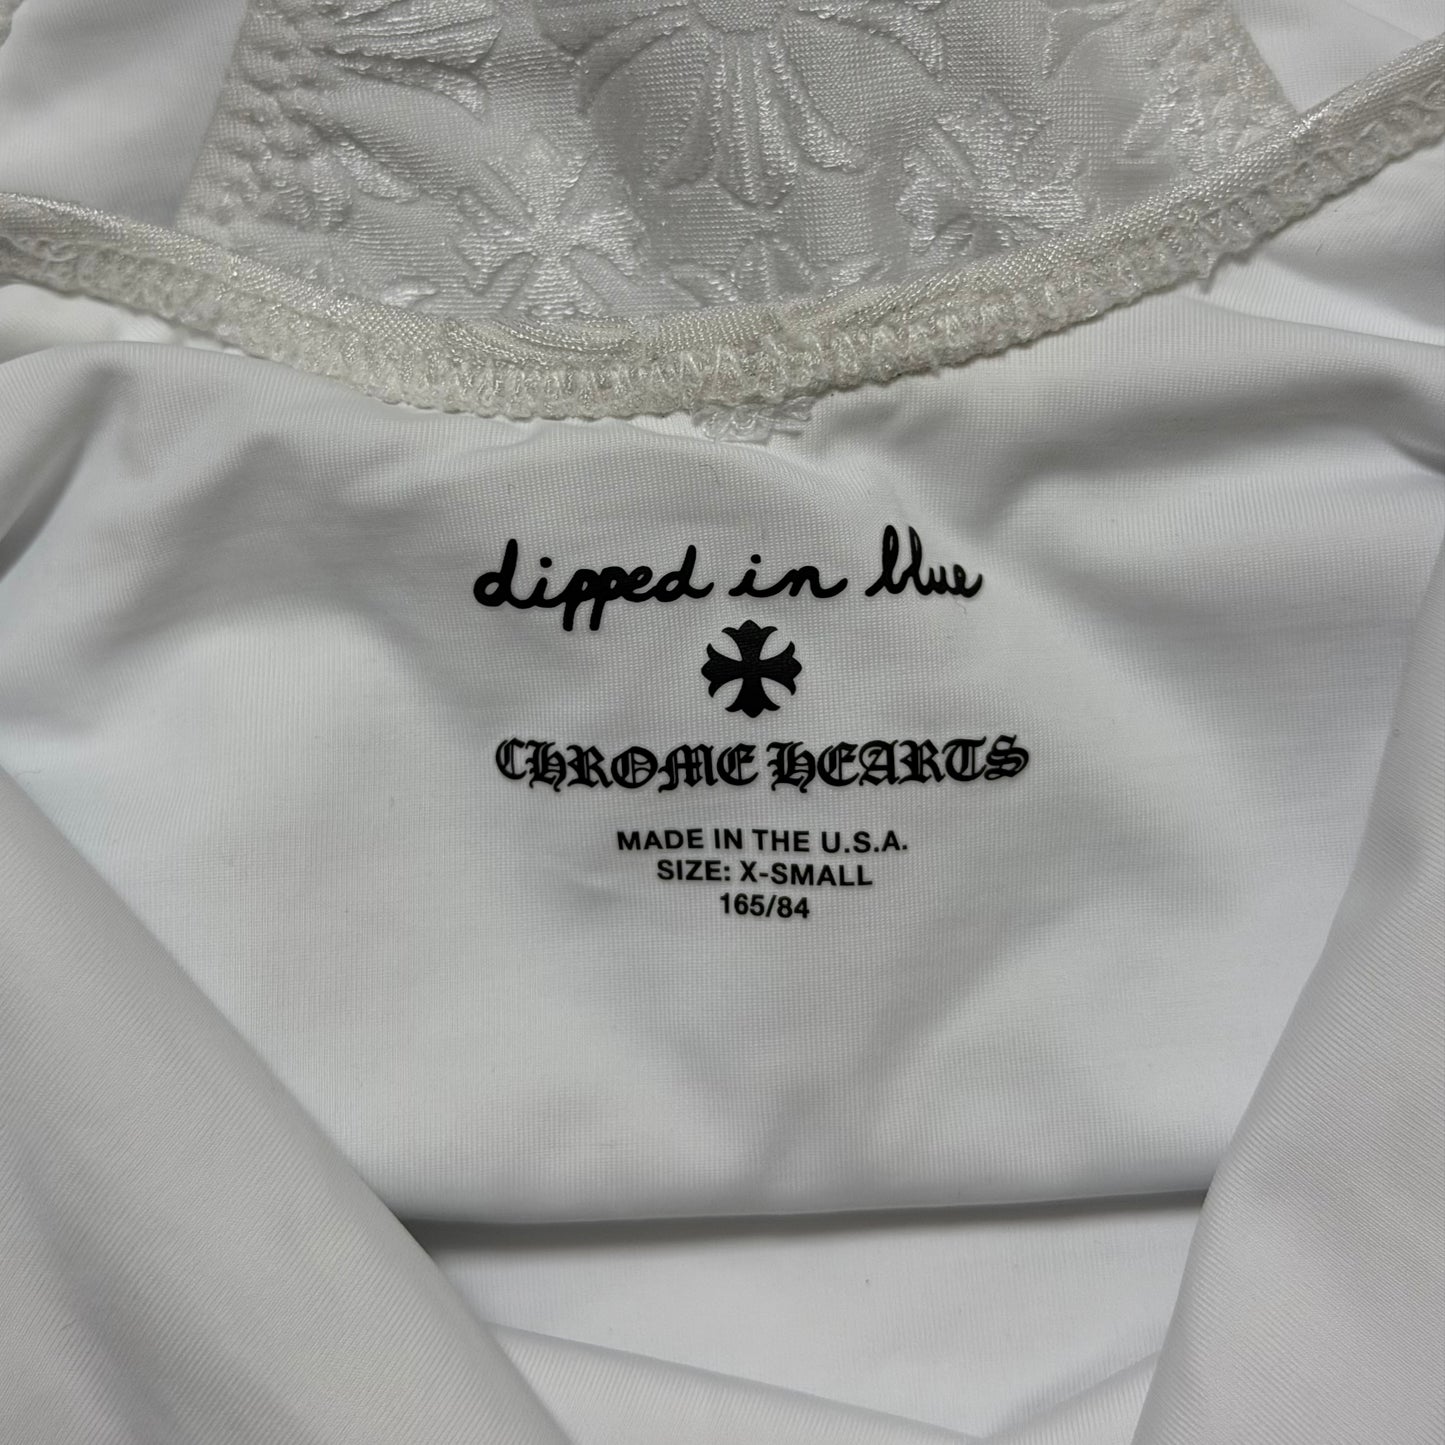 dipped in blue
CHROME HEARTS
MADE IN THE U.S.A.
SIZE: X-SMALL
165/84